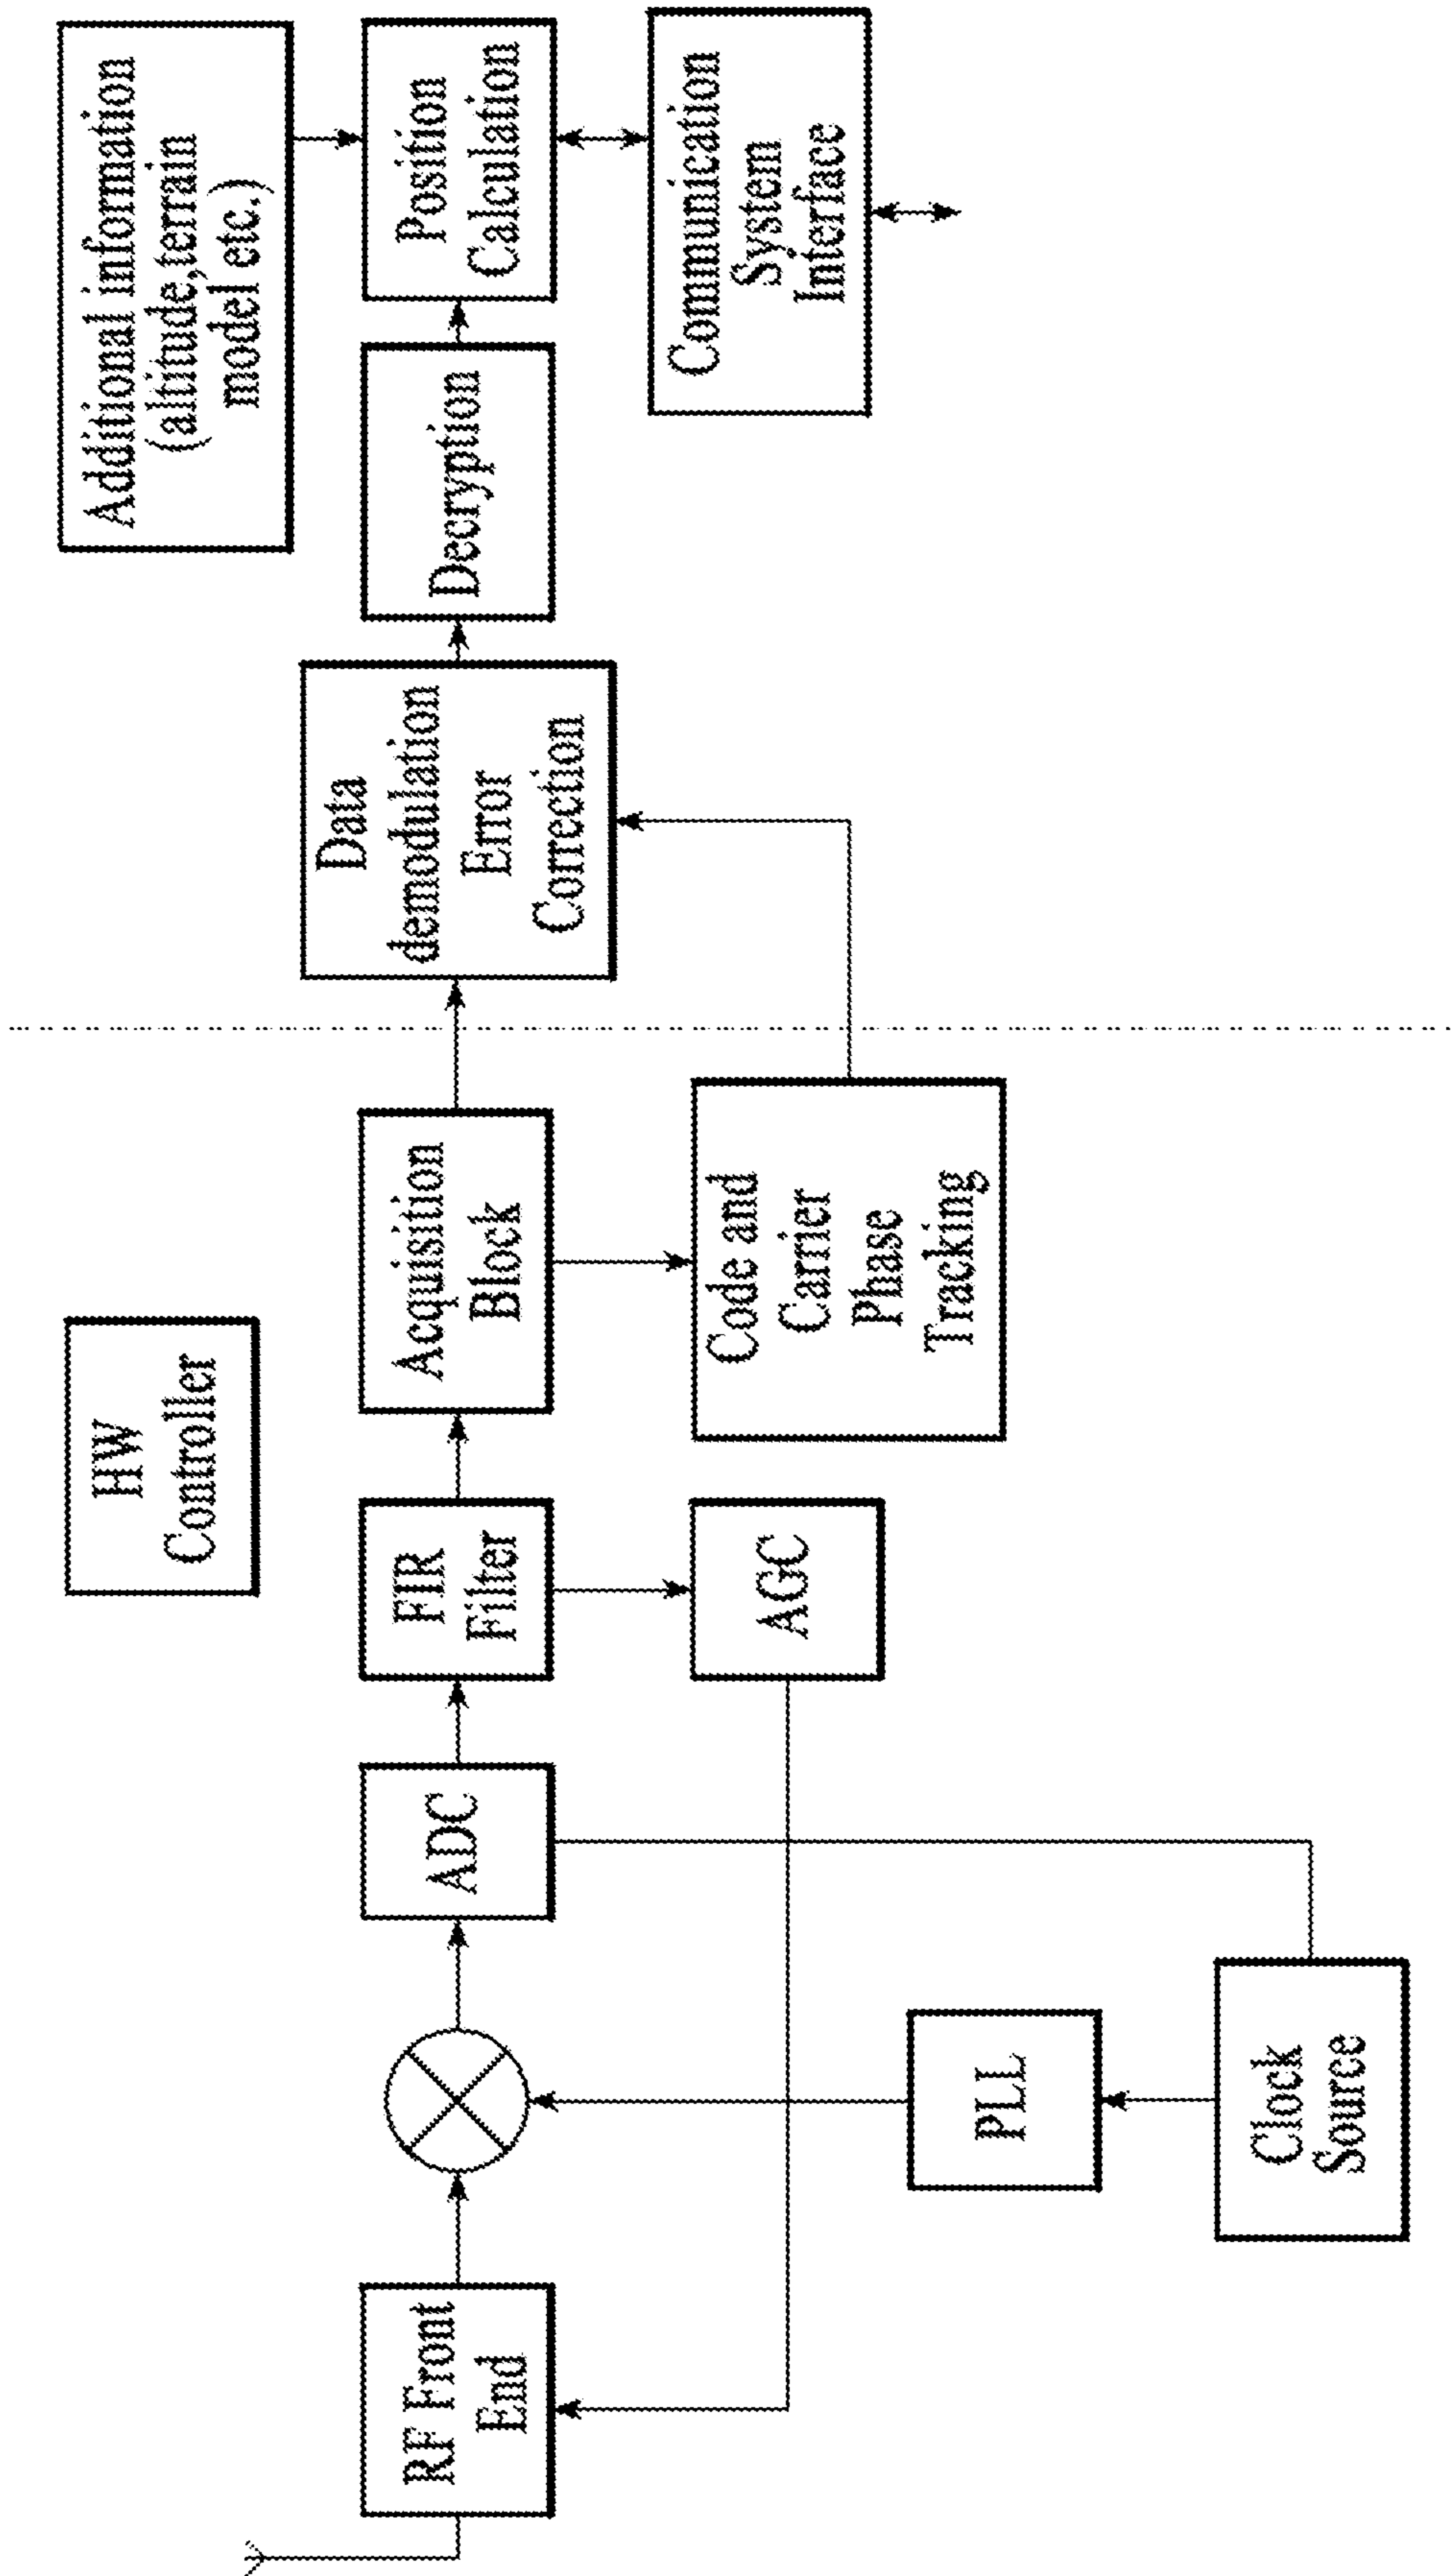 HW
Controller
Additional information
(altitude,terrain
model etc.)
RF Front
End
ADC
FIR
Filter
Acquisition
Block
Data
demodulation
Error
Correction
Decryption
Position
Calculation
AGC
Code and
Carrier
Phase
Tracking
Communication
System
Interface
PLL
Clock
Source